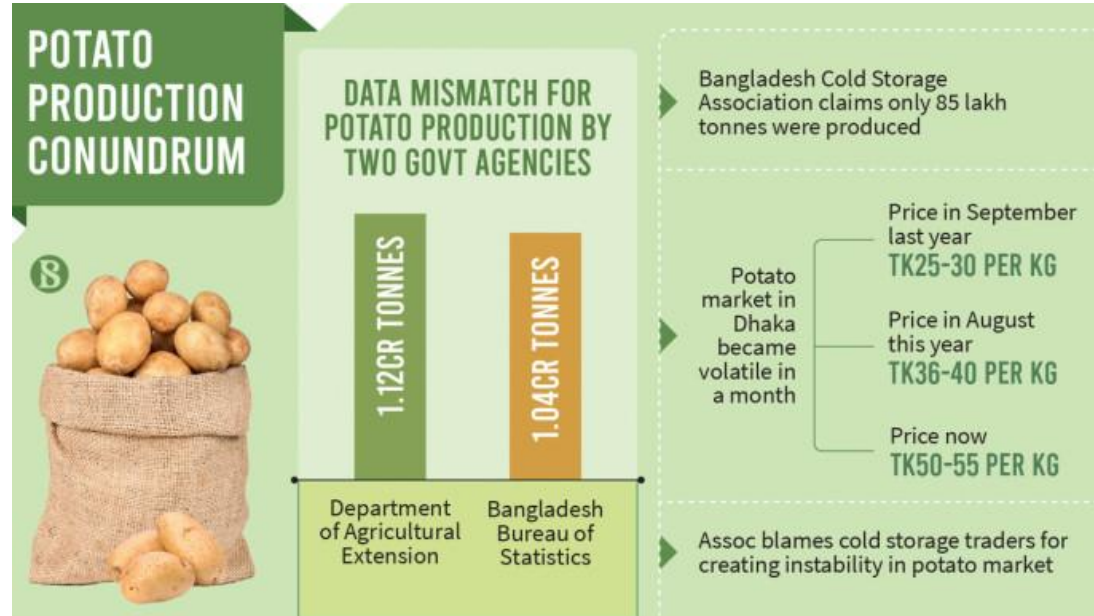 POTATO
PRODUCTION
CONUNDRUM
DATA MISMATCH FOR
POTATO PRODUCTION BY
TWO GOVT AGENCIES
1.12CR TONNES
1.04CR TONNES
Department
of Agricultural
Extension
Bangladesh
Bureau of
Statistics
Bangladesh Cold Storage
Association claims only 85 lakh
tonnes were produced
Potato
market in
Dhaka
became
volatile in
a month
Price in September
last year
TK25-30 PER KG
Price in August
this year
TK36-40 PER KG
Price now
TK50-55 PER KG
Assoc blames cold storage traders for
creating instability in potato market